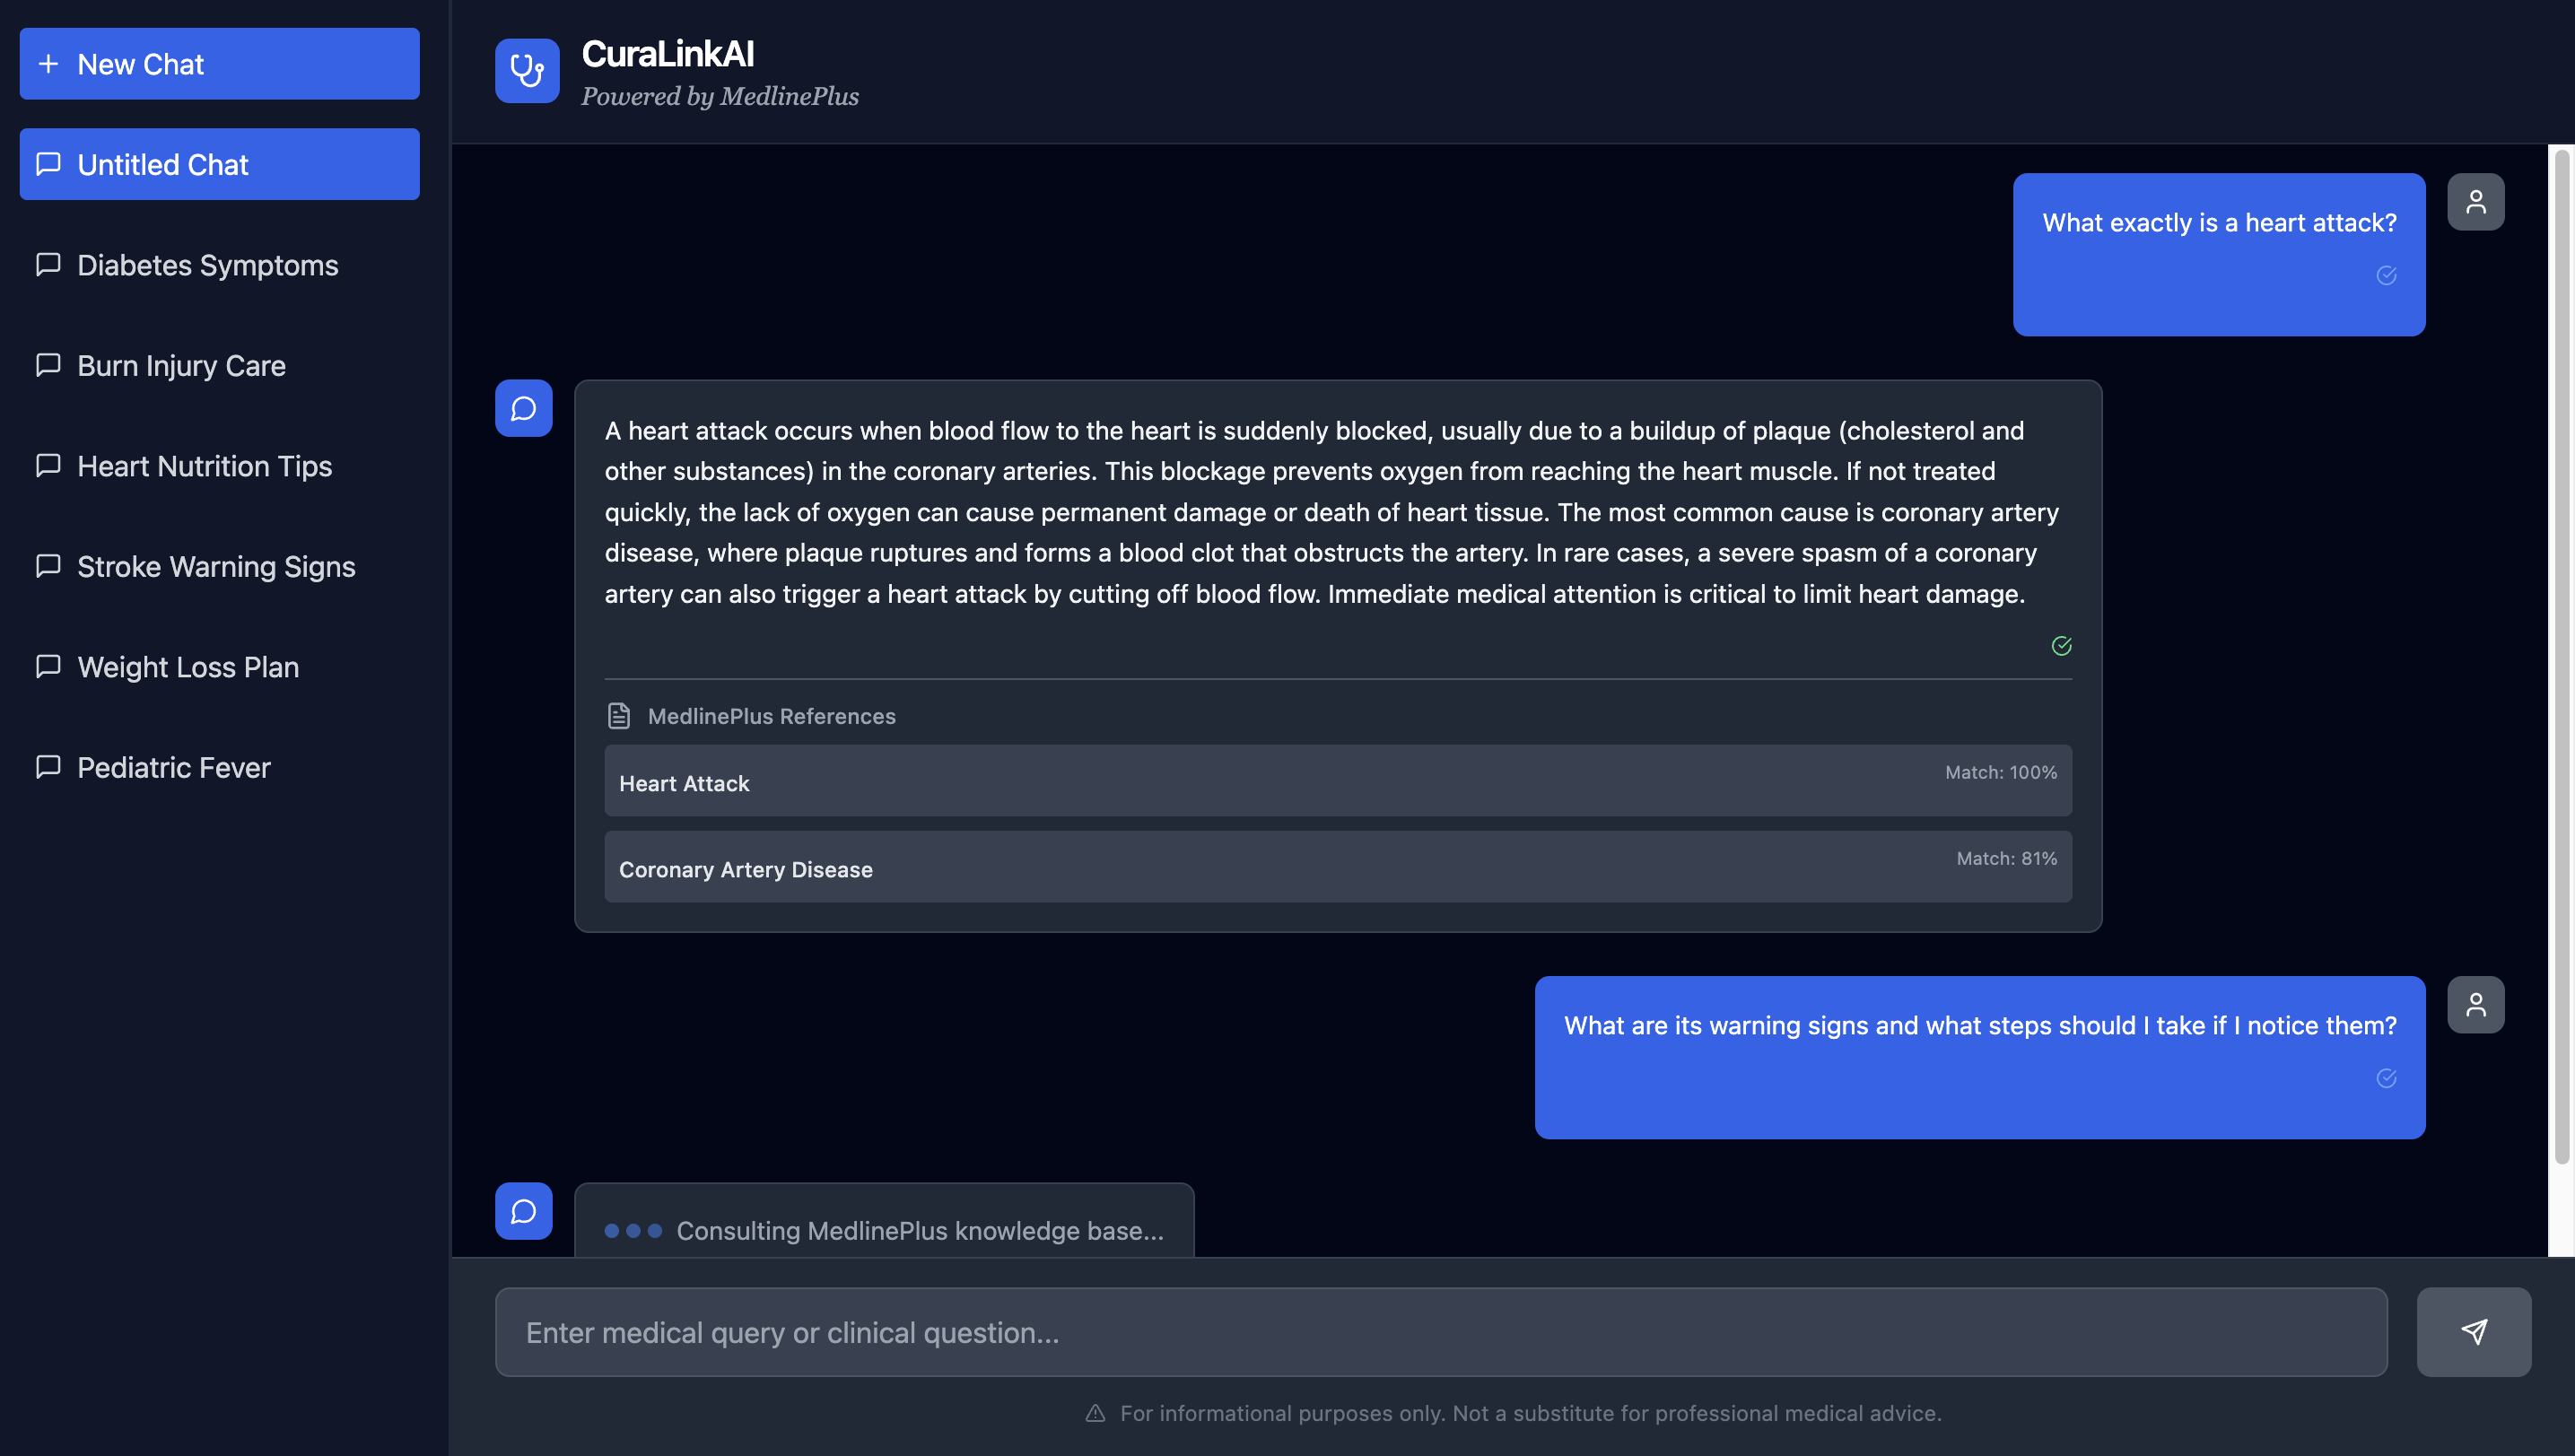 New Chat
Untitled Chat
Diabetes Symptoms
Burn Injury Care
Heart Nutrition Tips
Stroke Warning Signs
Weight Loss Plan
Pediatric Fever
CuraLinkAI
Powered by MedlinePlus
What exactly is a heart attack?
A heart attack occurs when blood flow to the heart is suddenly blocked, usually due to a buildup of plaque (cholesterol and
other substances) in the coronary arteries. This blockage prevents oxygen from reaching the heart muscle. If not treated
quickly, the lack of oxygen can cause permanent damage or death of heart tissue. The most common cause is coronary artery
disease, where plaque ruptures and forms a blood clot that obstructs the artery. In rare cases, a severe spasm of a coronary
artery can also trigger a heart attack by cutting off blood flow. Immediate medical attention is critical to limit heart damage.
MedlinePlus References
Heart Attack
Match: 100%
Coronary Artery Disease
Match: 81%
What are its warning signs and what steps should I take if I notice them?
Consulting MedlinePlus knowledge base...
Enter medical query or clinical question...
For informational purposes only. Not a substitute for professional medical advice.